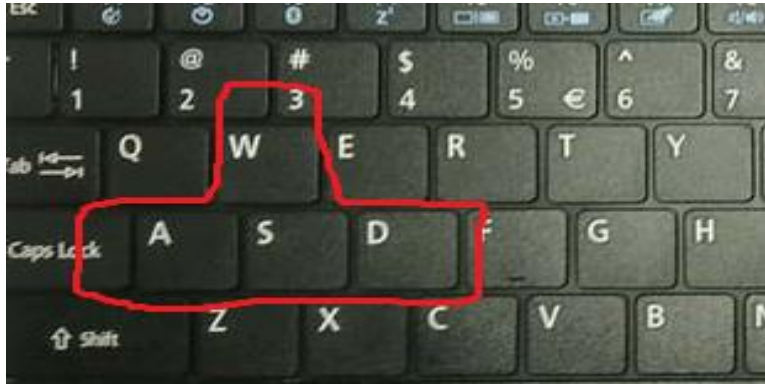 Esc Z
! @ # $ % ^ &
1 2 3 4 5 € 6 7
Tab Q W E R T Y
Caps Lock A S D F G H
Shift Z X C V B